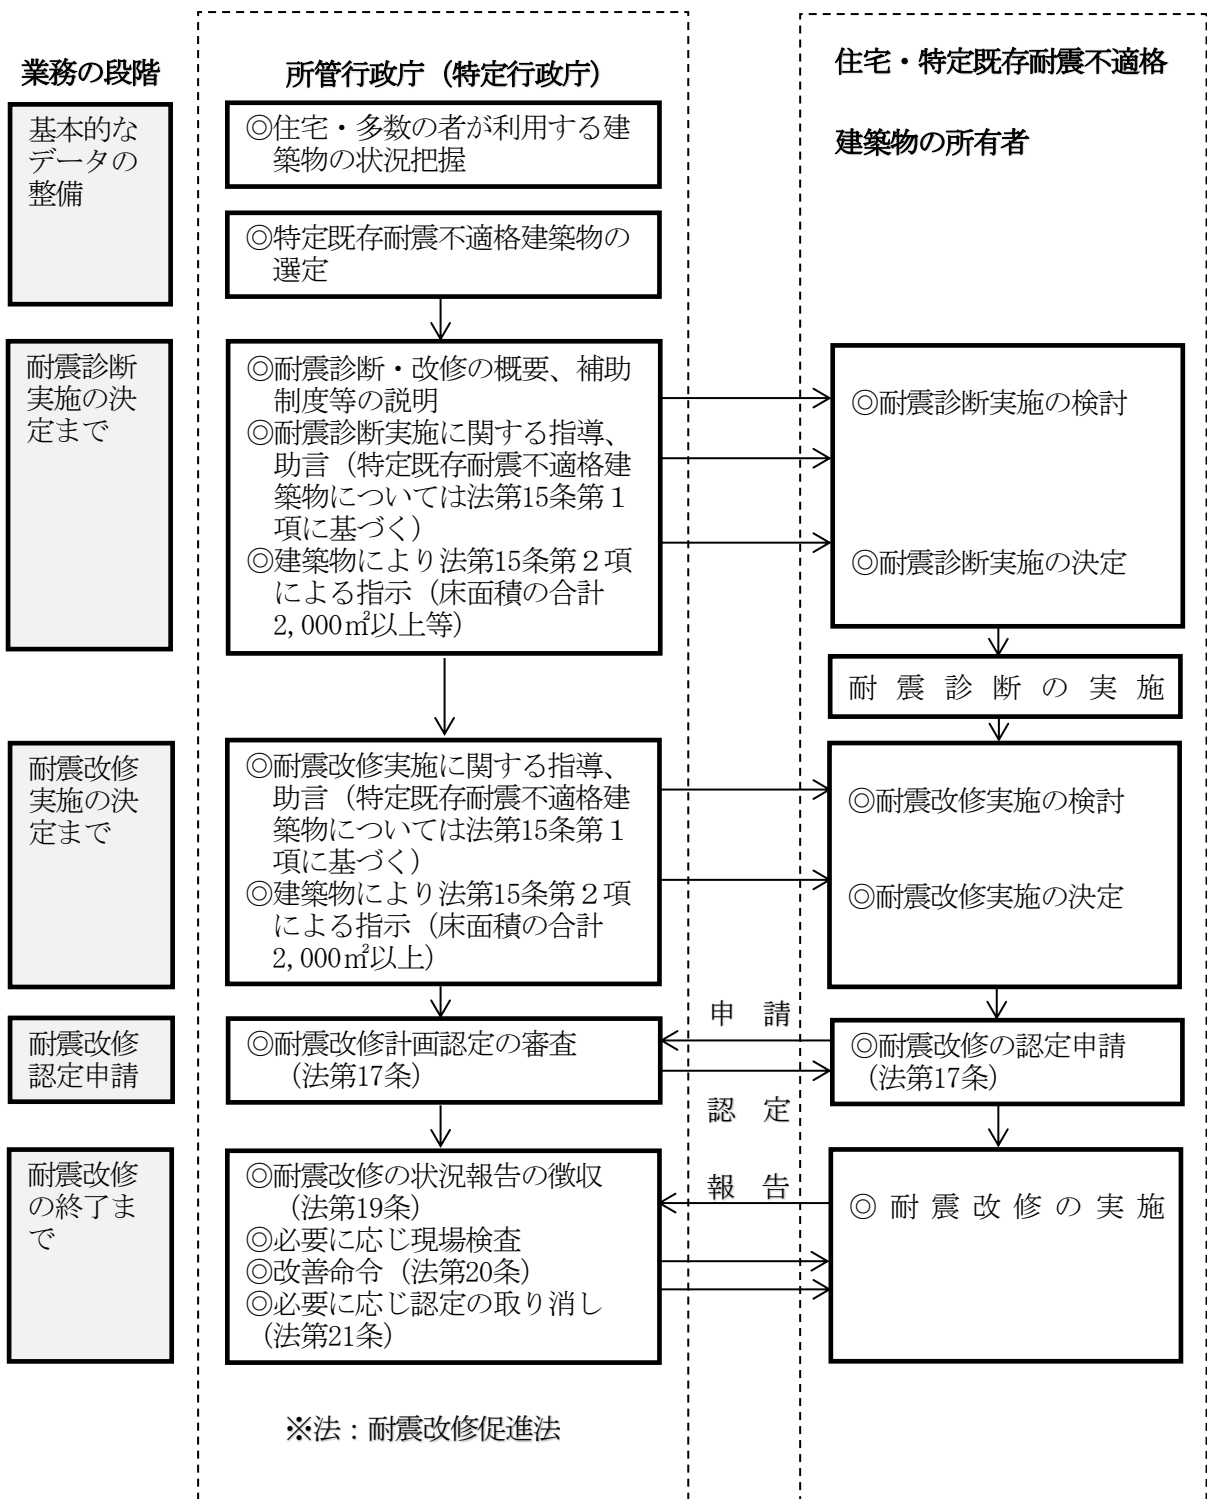 業務の段階
所管行政庁（特定行政庁）
住宅・特定既存耐震不適格
建築物の所有者
基本的な
データの
整備
◎住宅・多数の者が利用する建
築物の状況把握
◎特定既存耐震不適格建築物の
選定
耐震診断
実施の決
定まで
◎耐震診断・改修の概要、補助
制度等の説明
◎耐震診断実施に関する指導、
助言（特定既存耐震不適格建
築物については法第15条第１
項に基づく）
◎建築物により法第15条第２項
による指示（床面積の合計
2,000㎡以上等）
◎耐震診断実施の検討
◎耐震診断実施の決定
耐震診断の実施
耐震改修
実施の決
定まで
◎耐震改修実施に関する指導、
助言（特定既存耐震不適格建
築物については法第15条第１
項に基づく）
◎建築物により法第15条第２項
による指示（床面積の合計
2,000㎡以上）
◎耐震改修実施の検討
◎耐震改修実施の決定
耐震改修
認定申請
◎耐震改修計画認定の審査
（法第17条）
申　請
認　定
◎耐震改修の認定申請
（法第17条）
耐震改修
の終了ま
で
◎耐震改修の状況報告の徴収
（法第19条）
◎必要に応じ現場検査
◎改善命令（法第20条）
◎必要に応じ認定の取り消し
（法第21条）
報　告
◎耐震改修の実施
※法：耐震改修促進法